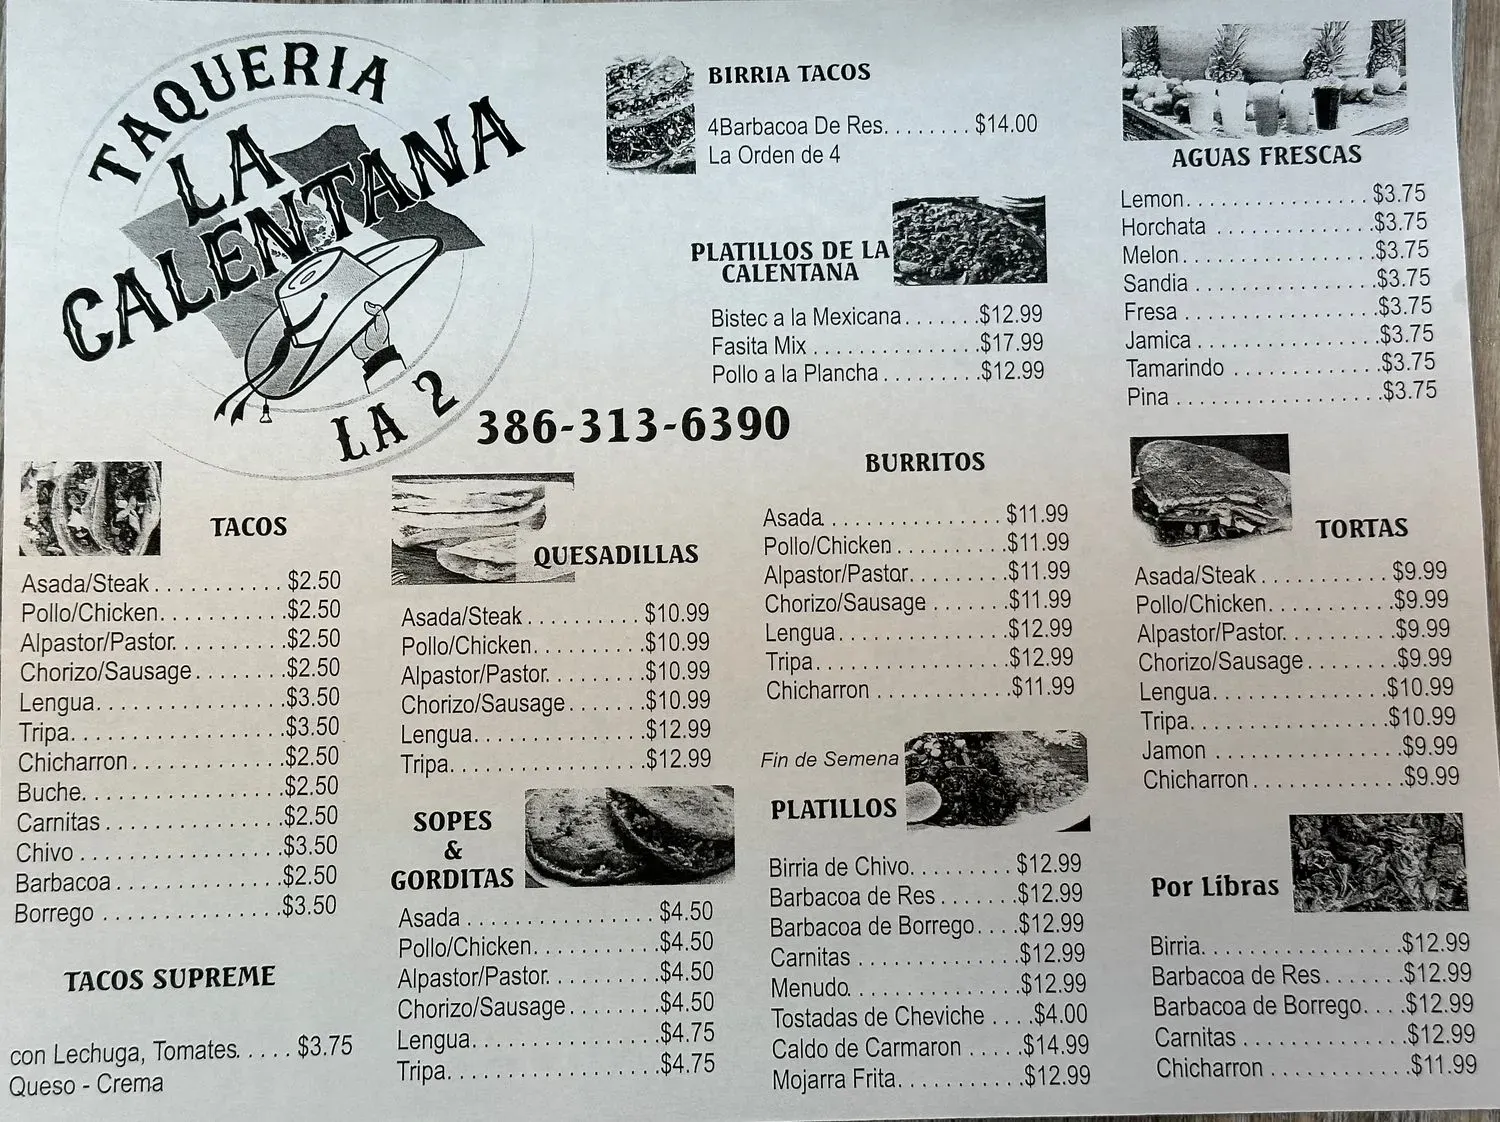 TAQUERIA
LA
CALENTANA
LA 2
386-313-6390
BIRRIA TACOS
4Barbacoa De Res. . . . . . . . $14.00
La Orden de 4
PLATILLOS DE LA
CALENTANA
Bistec a la Mexicana . . . . . . .$12.99
Fasita Mix . . . . . . . . . . . . . . .$17.99
Pollo a la Plancha . . . . . . . . .$12.99
AGUAS FRESCAS
Lemon. . . . . . . . . . . . . . . . $3.75
Horchata . . . . . . . . . . . . . .$3.75
Melon. . . . . . . . . . . . . . . . .$3.75
Sandia . . . . . . . . . . . . . . . .$3.75
Fresa . . . . . . . . . . . . . . . . .$3.75
Jamica . . . . . . . . . . . . . . . .$3.75
Tamarindo . . . . . . . . . . . . .$3.75
Pina . . . . . . . . . . . . . . . . . .$3.75
TACOS
Asada/Steak . . . . . . . . . . . $2.50
Pollo/Chicken. . . . . . . . . . .$2.50
Alpastor/Pastor. . . . . . . . . .$2.50
Chorizo/Sausage . . . . . . . .$2.50
Lengua. . . . . . . . . . . . . . . .$3.50
Tripa. . . . . . . . . . . . . . . . . .$3.50
Chicharron . . . . . . . . . . . . .$2.50
Buche. . . . . . . . . . . . . . . . .$2.50
Carnitas . . . . . . . . . . . . . . .$2.50
Chivo . . . . . . . . . . . . . . . . .$3.50
Barbacoa . . . . . . . . . . . . . .$2.50
Borrego . . . . . . . . . . . . . . .$3.50
TACOS SUPREME
con Lechuga, Tomates. . . . . $3.75
Queso - Crema
QUESADILLAS
Asada/Steak . . . . . . . . . . $10.99
Pollo/Chicken. . . . . . . . . .$10.99
Alpastor/Pastor. . . . . . . . .$10.99
Chorizo/Sausage . . . . . . .$10.99
Lengua. . . . . . . . . . . . . . .$12.99
Tripa. . . . . . . . . . . . . . . . .$12.99
SOPES
&
GORDITAS
Asada . . . . . . . . . . . . . . . . $4.50
Pollo/Chicken. . . . . . . . . . .$4.50
Alpastor/Pastor. . . . . . . . . .$4.50
Chorizo/Sausage . . . . . . . .$4.50
Lengua. . . . . . . . . . . . . . . .$4.75
Tripa. . . . . . . . . . . . . . . . . .$4.75
BURRITOS
Asada. . . . . . . . . . . . . . . . $11.99
Pollo/Chicken . . . . . . . . . .$11.99
Alpastor/Pastor. . . . . . . . .$11.99
Chorizo/Sausage . . . . . . .$11.99
Lengua. . . . . . . . . . . . . . .$12.99
Tripa. . . . . . . . . . . . . . . . .$12.99
Chicharron . . . . . . . . . . . .$11.99
Fin de Semena
PLATILLOS
Birria de Chivo. . . . . . . . . $12.99
Barbacoa de Res . . . . . . .$12.99
Barbacoa de Borrego. . . .$12.99
Carnitas . . . . . . . . . . . . . .$12.99
Menudo. . . . . . . . . . . . . . .$12.99
Tostadas de Cheviche . . . .$4.00
Caldo de Carmaron . . . . .$14.99
Mojarra Frita. . . . . . . . . . .$12.99
TORTAS
Asada/Steak . . . . . . . . . . . $9.99
Pollo/Chicken. . . . . . . . . . .$9.99
Alpastor/Pastor. . . . . . . . . .$9.99
Chorizo/Sausage . . . . . . . .$9.99
Lengua. . . . . . . . . . . . . . .$10.99
Tripa. . . . . . . . . . . . . . . . .$10.99
Jamon . . . . . . . . . . . . . . . .$9.99
Chicharron . . . . . . . . . . . . .$9.99
Por Libras
Birria. . . . . . . . . . . . . . . . .$12.99
Barbacoa de Res . . . . . . .$12.99
Barbacoa de Borrego. . . .$12.99
Carnitas . . . . . . . . . . . . . .$12.99
Chicharron . . . . . . . . . . . .$11.99